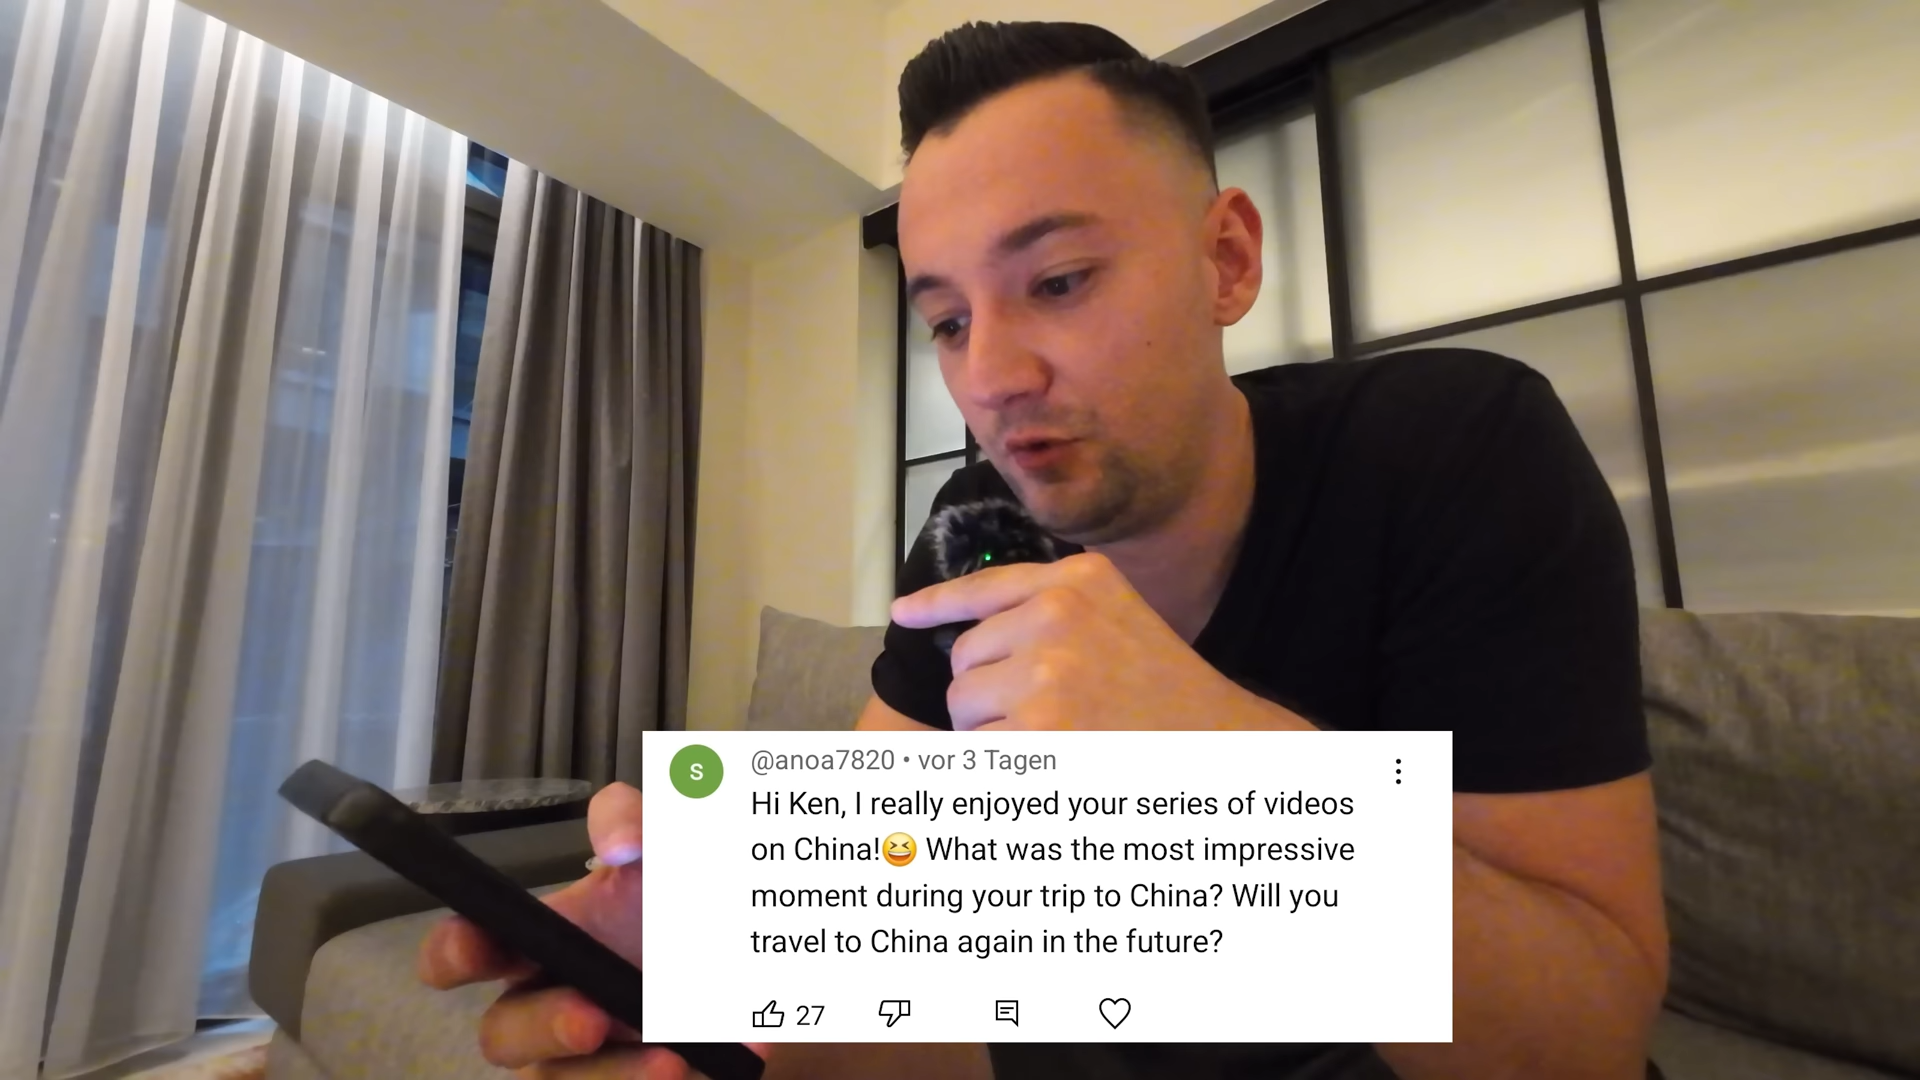 S
@anoa7820 • vor 3 Tagen
Hi Ken, I really enjoyed your series of videos
on China!😆 What was the most impressive
moment during your trip to China? Will you
travel to China again in the future?
27